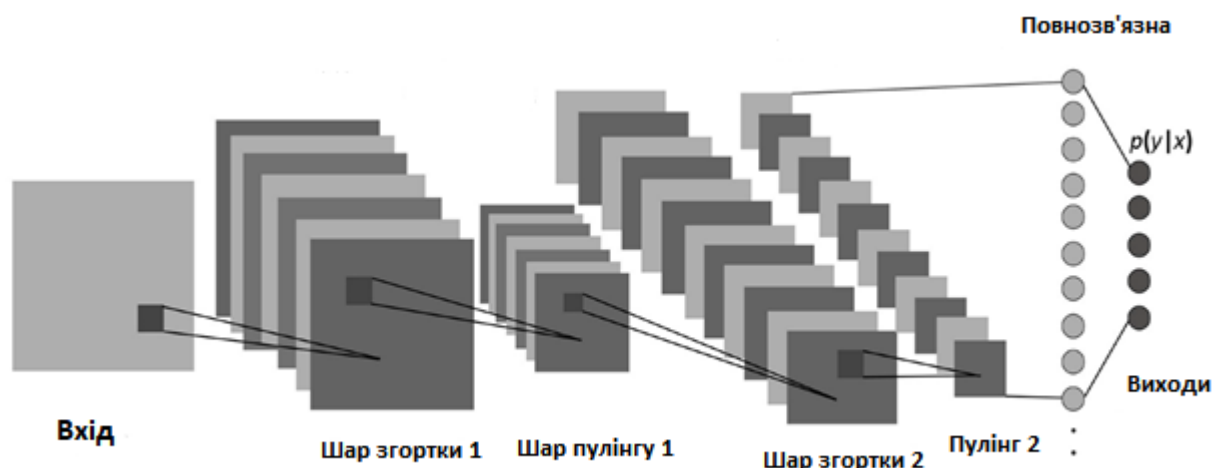 Повнозв'язна
p(y|x)
Виходи
Вхід
Шар згортки 1
Шар пулінгу 1
Шар згортки 2
Пулінг 2